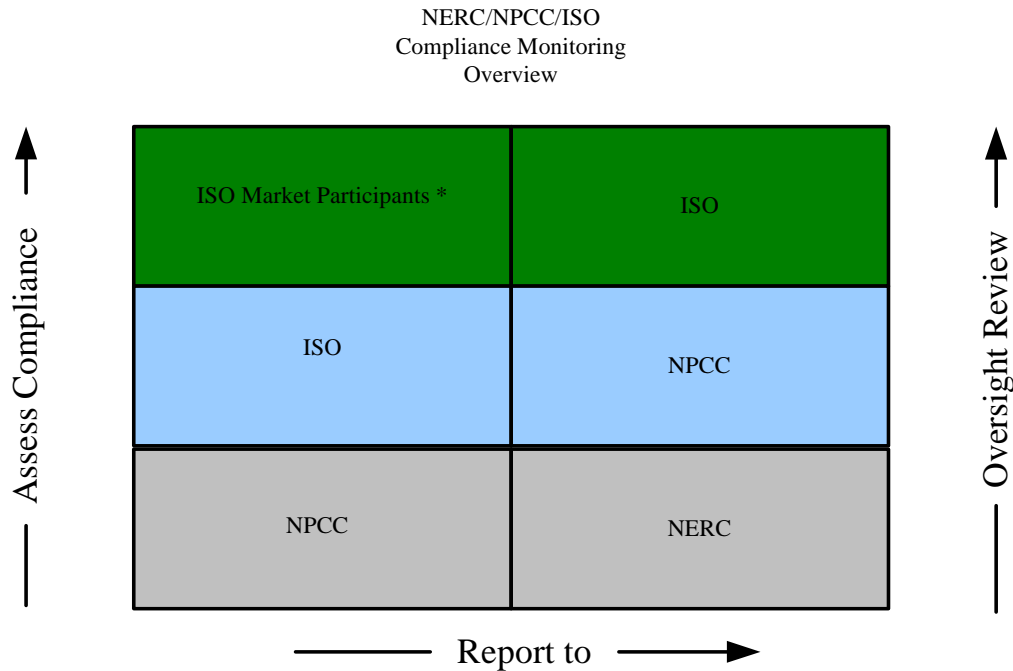 NERC/NPCC/ISO
Compliance Monitoring
Overview
Assess Compliance
ISO Market Participants *
ISO
ISO
NPCC
NPCC
NERC
Oversight Review
Report to